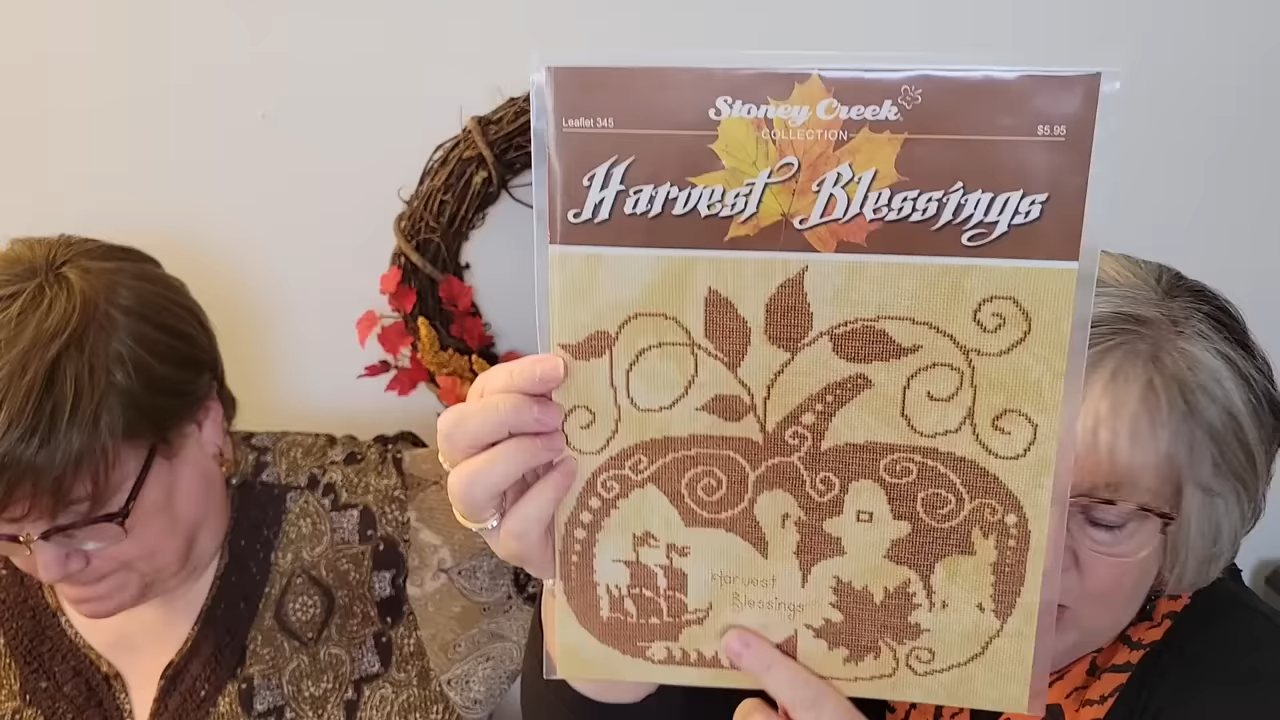 Stoney Creek
COLLECTION
Leaflet 345
$5.95
Harvest Blessings
Harvest
Blessings